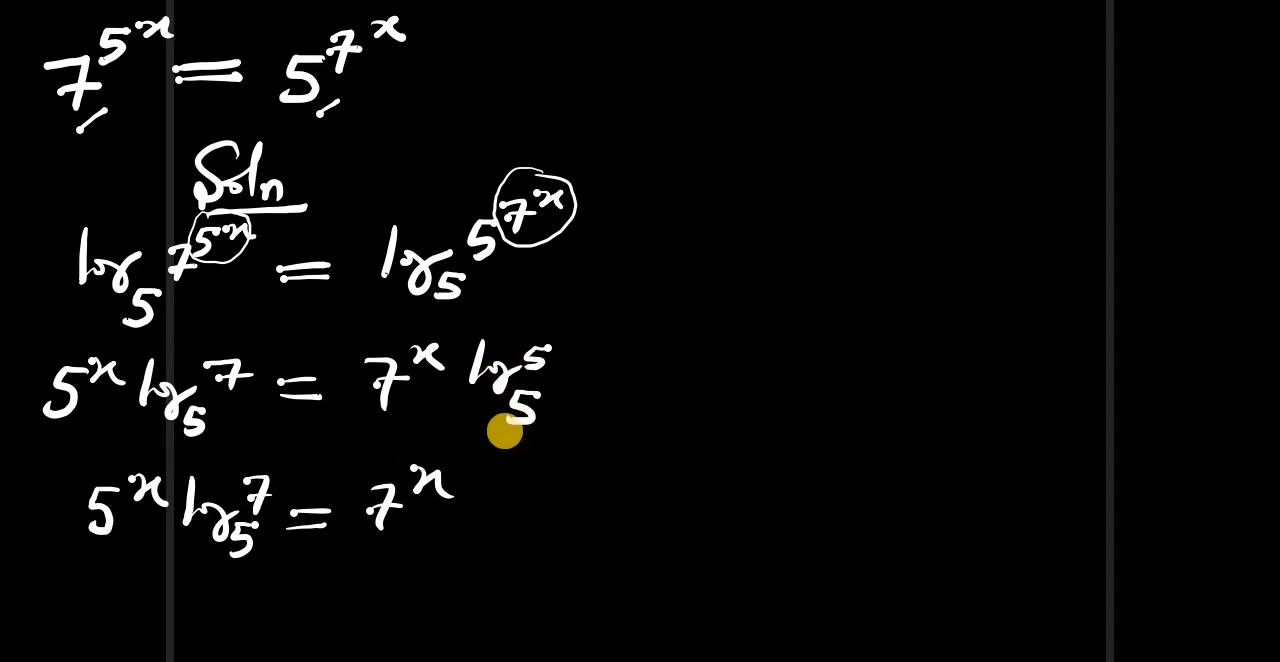 7^{5^x} = 5^{7^x}
Soln
log_5 7^{5^x} = log_5 5^{7^x}
5^x log_5 7 = 7^x log_5 5
5^x log_5 7 = 7^x